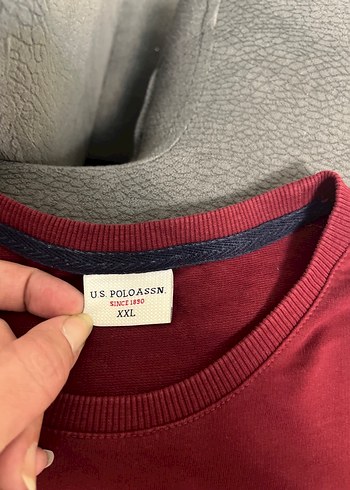 U.S. POLO ASSN.
SINCE 1890
XXL